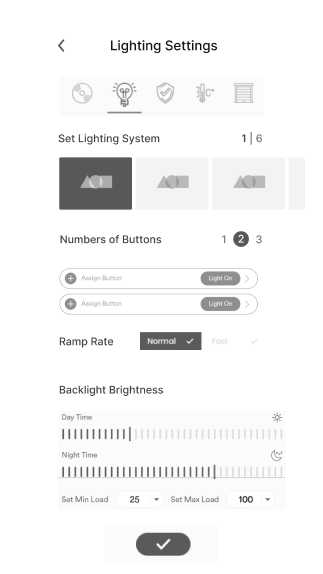 Lighting Settings
C°
Set Lighting System 1 | 6
Numbers of Buttons 1 2 3
Assign Button Light On
Assign Button Light On
Ramp Rate Normal Fast
Backlight Brightness
Day Time
Night Time
Set Min Load 25 Set Max Load 100